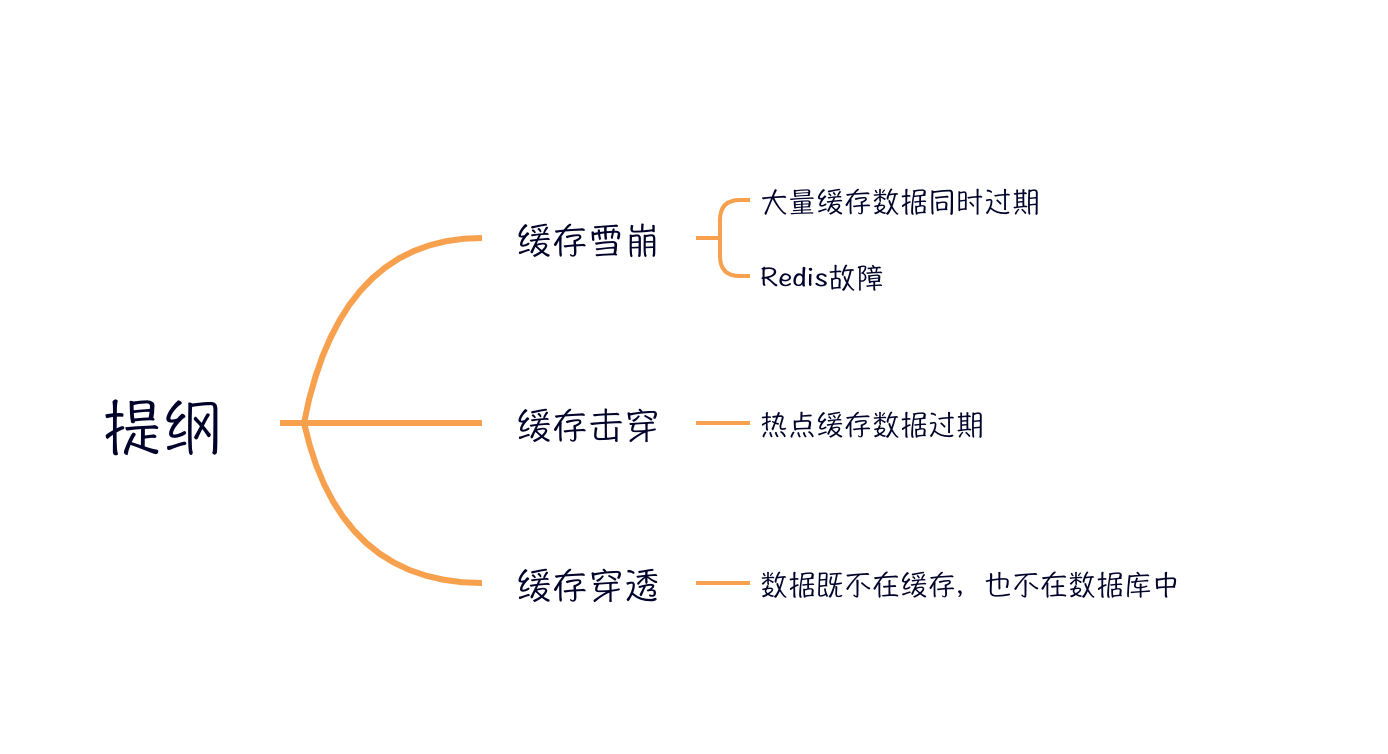 提纲
缓存雪崩
大量缓存数据同时过期
Redis故障
缓存击穿
热点缓存数据过期
缓存穿透
数据既不在缓存，也不在数据库中